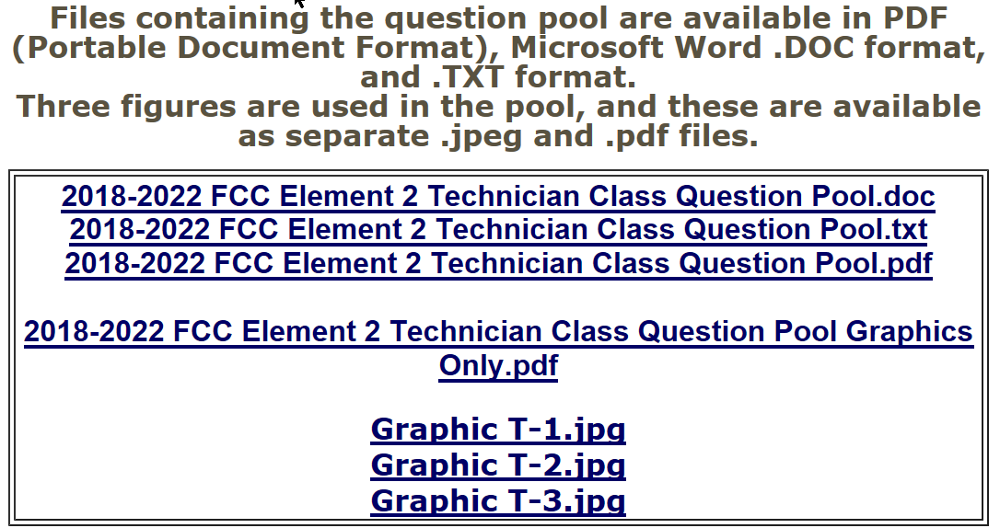 Files containing the question pool are available in PDF
(Portable Document Format), Microsoft Word .DOC format,
and .TXT format.
Three figures are used in the pool, and these are available
as separate .jpeg and .pdf files.
2018-2022 FCC Element 2 Technician Class Question Pool.doc
2018-2022 FCC Element 2 Technician Class Question Pool.txt
2018-2022 FCC Element 2 Technician Class Question Pool.pdf
2018-2022 FCC Element 2 Technician Class Question Pool Graphics
Only.pdf
Graphic T-1.jpg
Graphic T-2.jpg
Graphic T-3.jpg